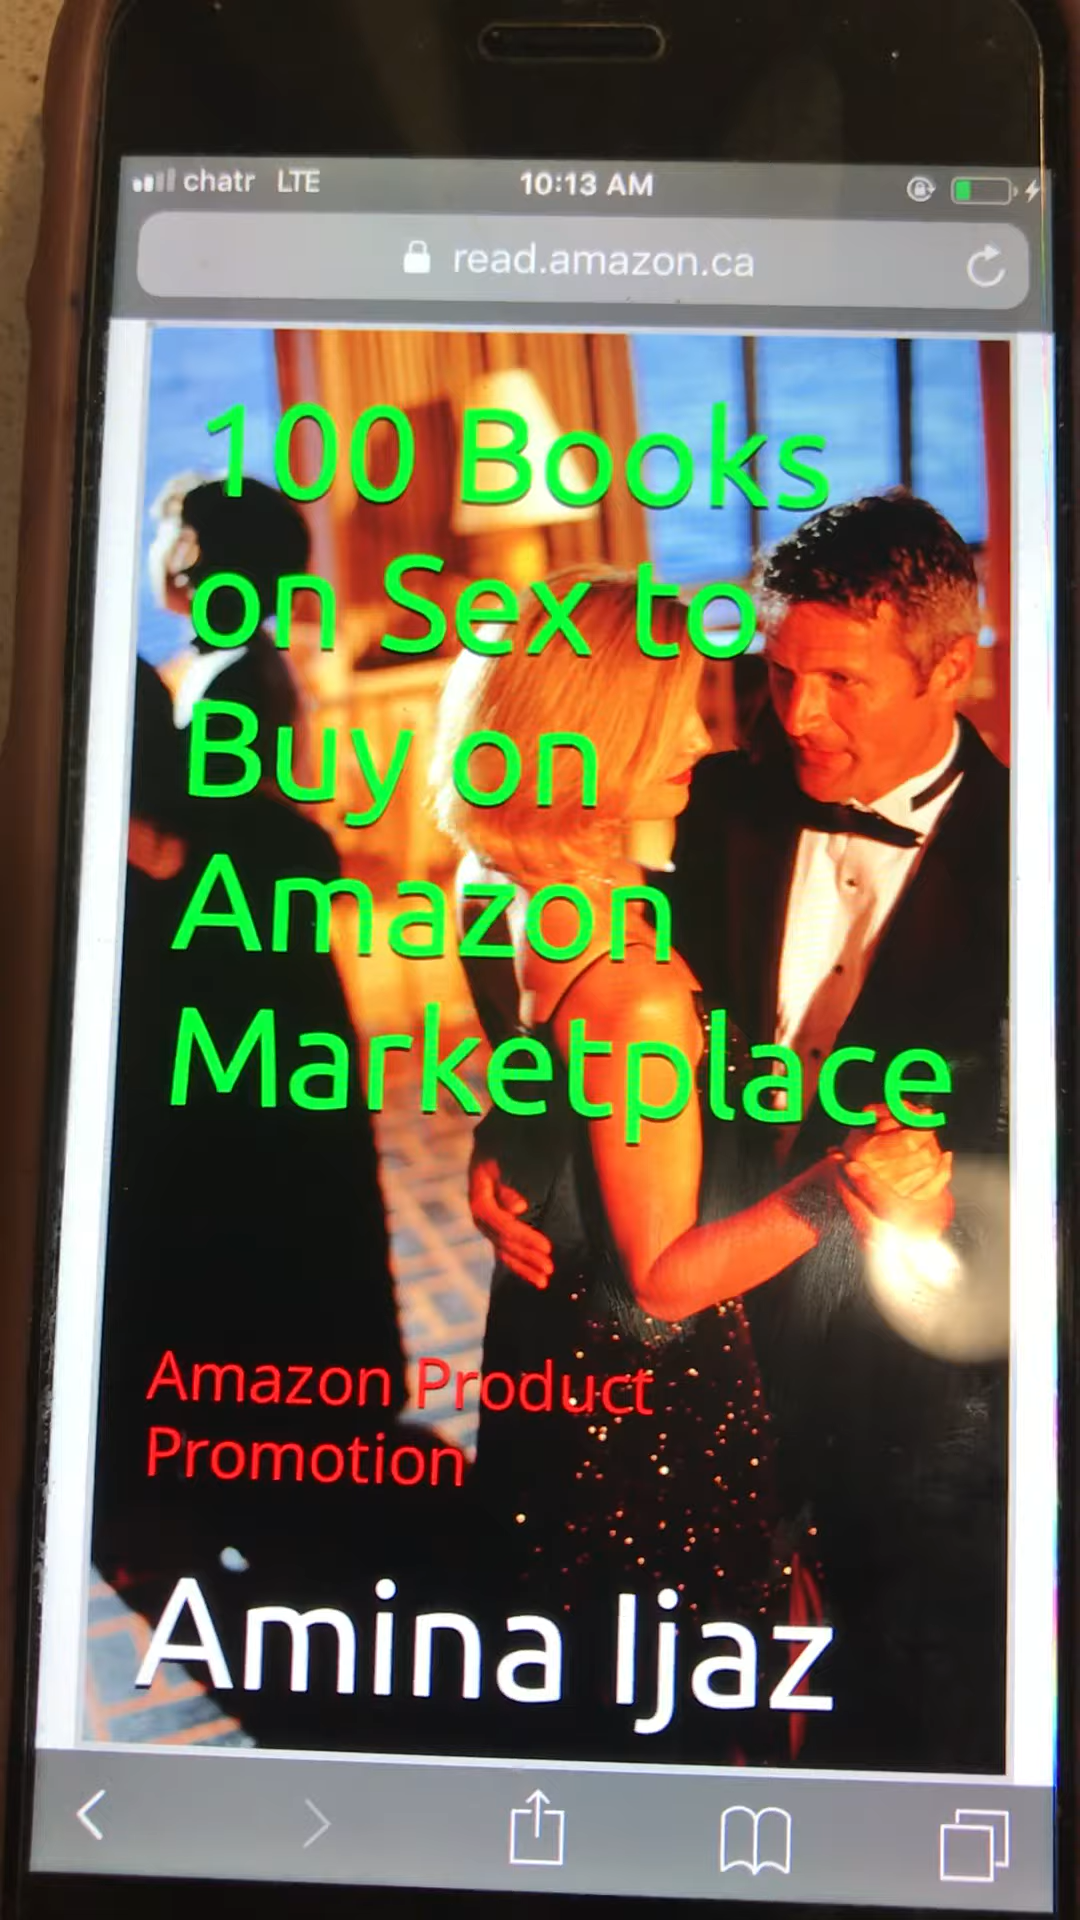 chatr LTE 10:13 AM
read.amazon.ca
100 Books
on Sex to
Buy on
Amazon
Marketplace
Amazon Product
Promotion
Amina Ijaz